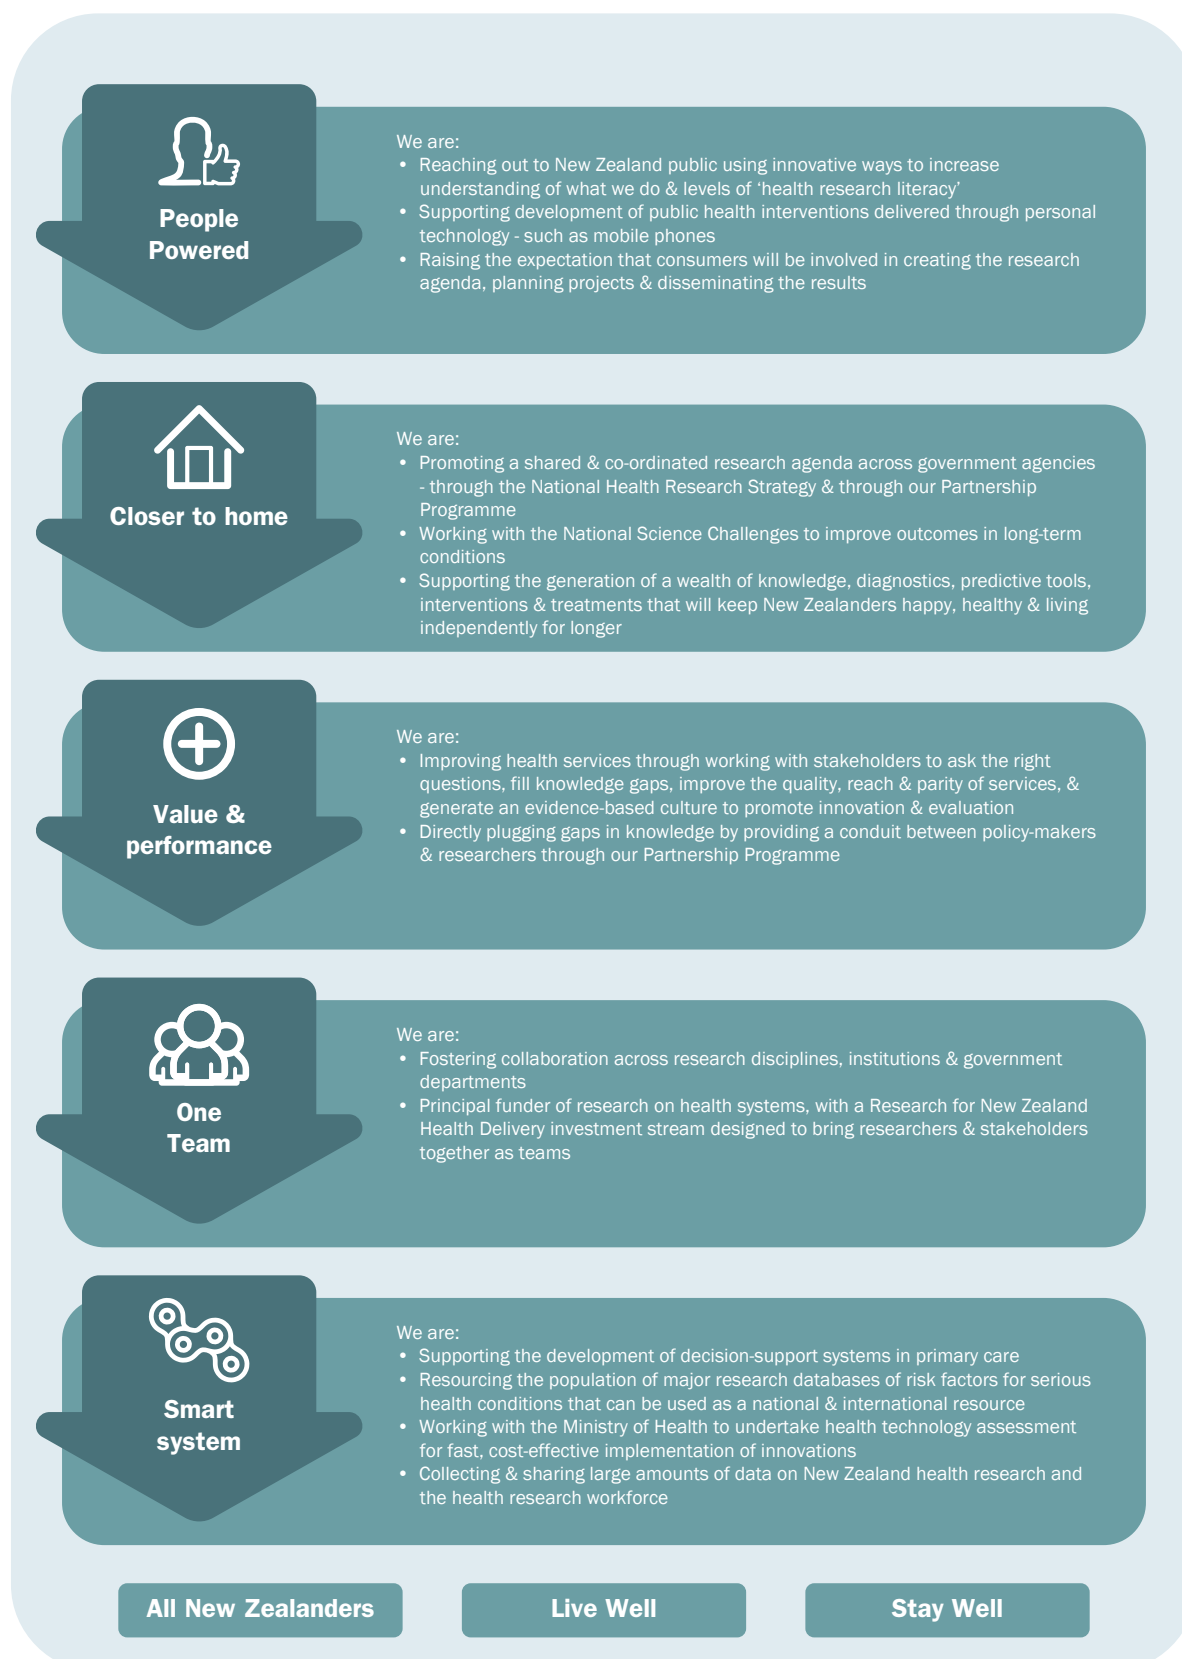 People
Powered
We are:
• Reaching out to New Zealand public using innovative ways to increase
understanding of what we do & levels of ‘health research literacy’
• Supporting development of public health interventions delivered through personal
technology - such as mobile phones
• Raising the expectation that consumers will be involved in creating the research
agenda, planning projects & disseminating the results
Closer to home
We are:
• Promoting a shared & co-ordinated research agenda across government agencies
- through the National Health Research Strategy & through our Partnership
Programme
• Working with the National Science Challenges to improve outcomes in long-term
conditions
• Supporting the generation of a wealth of knowledge, diagnostics, predictive tools,
interventions & treatments that will keep New Zealanders happy, healthy & living
independently for longer
Value &
performance
We are:
• Improving health services through working with stakeholders to ask the right
questions, fill knowledge gaps, improve the quality, reach & parity of services, &
generate an evidence-based culture to promote innovation & evaluation
• Directly plugging gaps in knowledge by providing a conduit between policy-makers
& researchers through our Partnership Programme
One
Team
We are:
• Fostering collaboration across research disciplines, institutions & government
departments
• Principal funder of research on health systems, with a Research for New Zealand
Health Delivery investment stream designed to bring researchers & stakeholders
together as teams
Smart
system
We are:
• Supporting the development of decision-support systems in primary care
• Resourcing the population of major research databases of risk factors for serious
health conditions that can be used as a national & international resource
• Working with the Ministry of Health to undertake health technology assessment
for fast, cost-effective implementation of innovations
• Collecting & sharing large amounts of data on New Zealand health research and
the health research workforce
All New Zealanders
Live Well
Stay Well